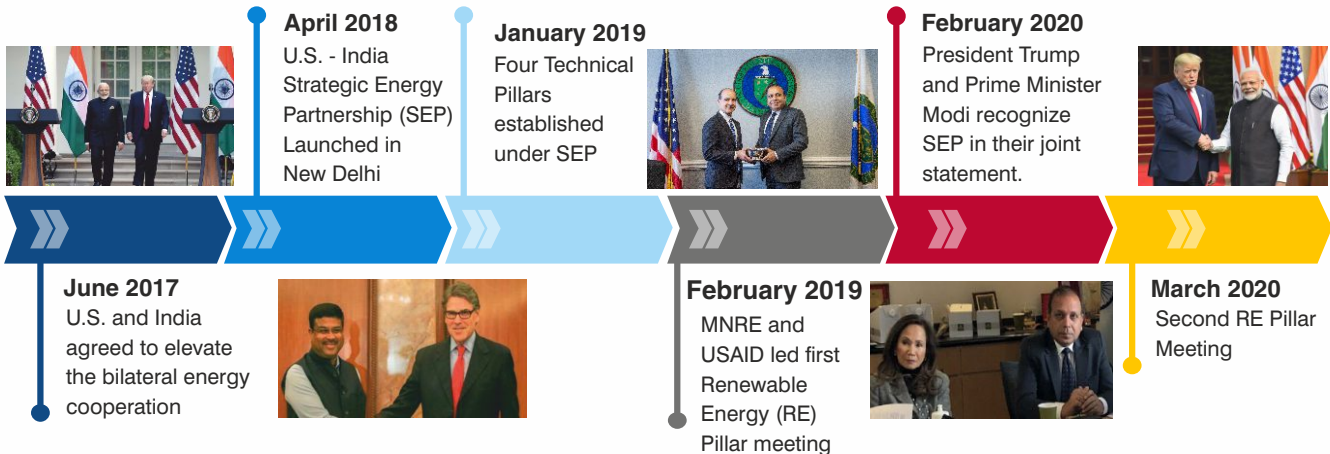 April 2018
U.S. - India
Strategic Energy
Partnership (SEP)
Launched in
New Delhi
January 2019
Four Technical
Pillars
established
under SEP
February 2020
President Trump
and Prime Minister
Modi recognize
SEP in their joint
statement.
June 2017
U.S. and India
agreed to elevate
the bilateral energy
cooperation
February 2019
MNRE and
USAID led first
Renewable
Energy (RE)
Pillar meeting
March 2020
Second RE Pillar
Meeting